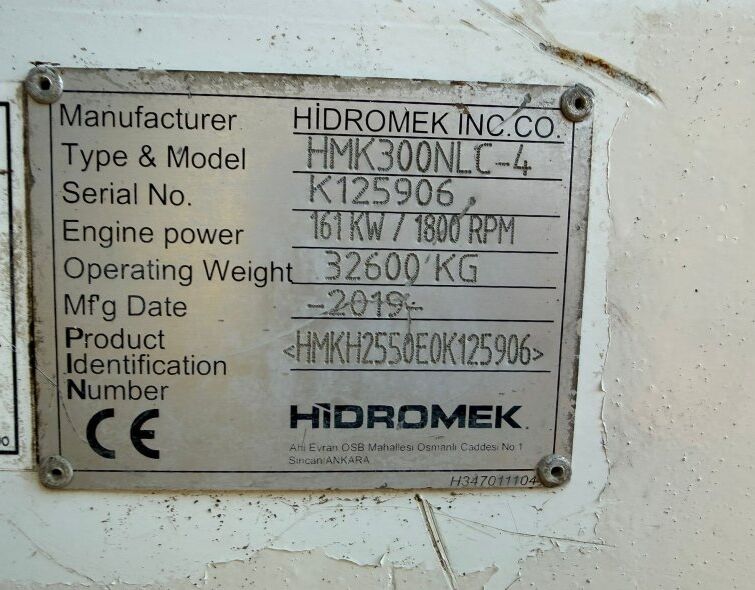 Manufacturer HİDROMEK INC.CO.
Type & Model HMK300NLC-4
Serial No. K125906
Engine power 161 KW / 1800 RPM
Operating Weight 32600 KG
Mf'g Date -2019-
Product
Identification <HMKH2550E0K125906>
Number
CE HİDROMEK
Ahi Evran OSB Mahallesi Osmanlı Caddesi No:1
Sincan/ANKARA
H347011104